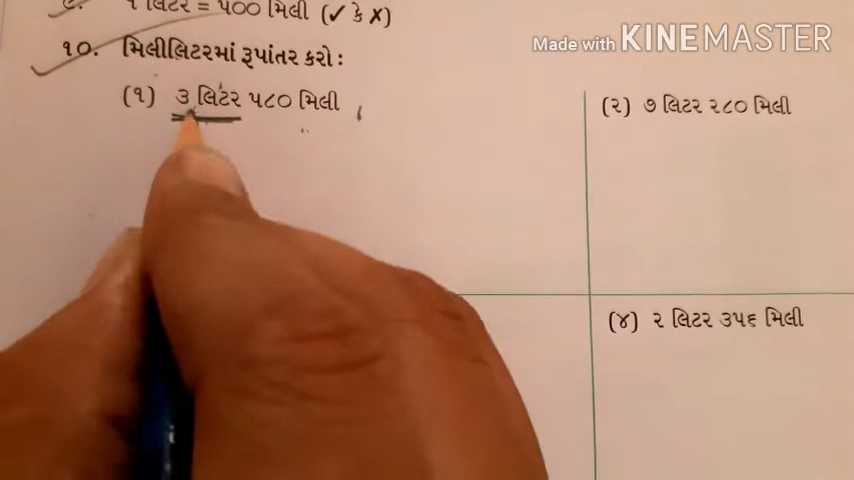 ૯. ૧ લિટર = ૫૦૦ મિલી (✓ કે ✗)
Made with KINEMASTER
૧૦. મિલીલિટરમાં રૂપાંતર કરો :
(૧) ૩ લિટર ૫૮૦ મિલી
(૨) ૭ લિટર ૨૮૦ મિલી
(૪) ૨ લિટર ૩૫૬ મિલી